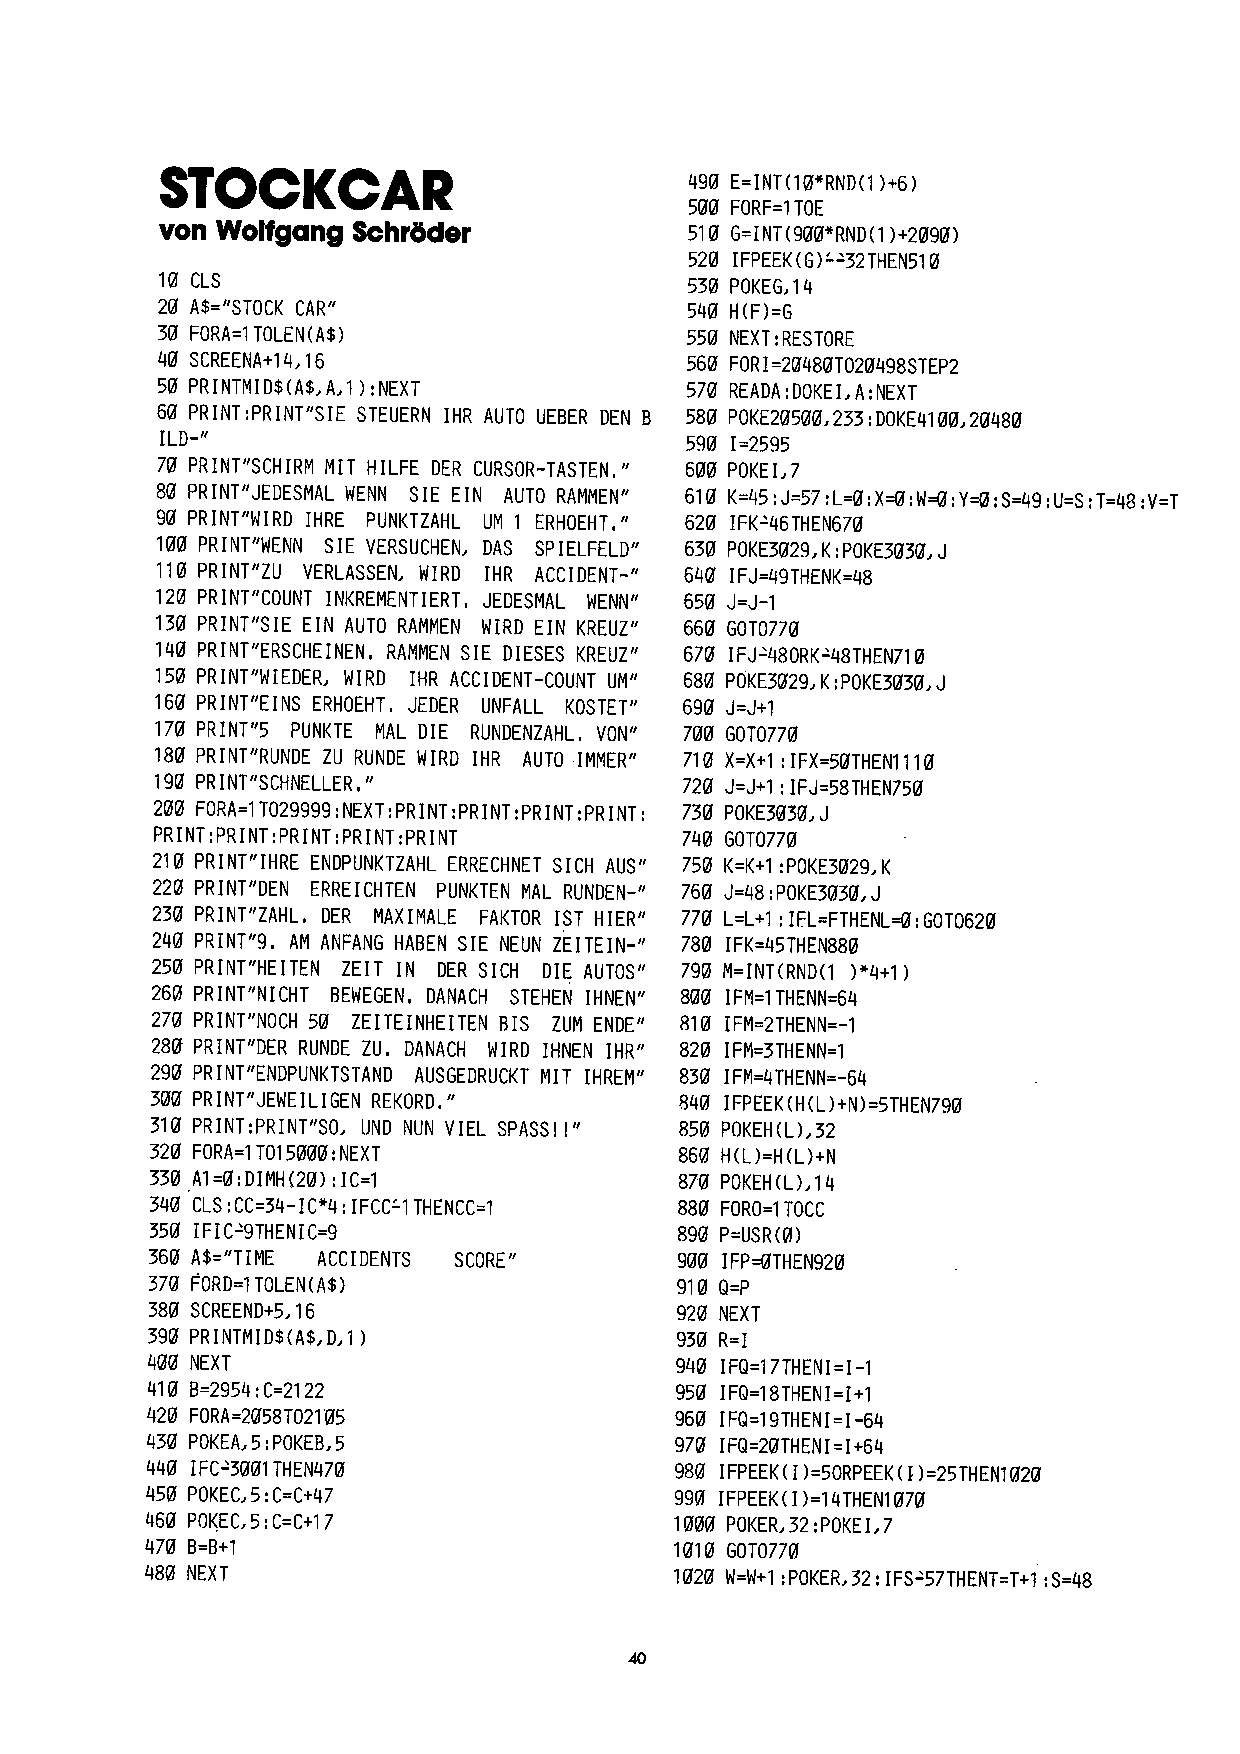 STOCKCAR
von Wolfgang Schröder
10 CLS
20 A$="STOCK CAR"
30 FORA=1TOLEN(A$)
40 SCREENA+14,16
50 PRINTMID$(A$,A,1):NEXT
60 PRINT:PRINT"SIE STEUERN IHR AUTO UEBER DEN B
ILD-"
70 PRINT"SCHIRM MIT HILFE DER CURSOR-TASTEN."
80 PRINT"JEDESMAL WENN  SIE EIN  AUTO RAMMEN"
90 PRINT"WIRD IHRE  PUNKTZAHL  UM 1 ERHOEHT."
100 PRINT"WENN  SIE VERSUCHEN, DAS  SPIELFELD"
110 PRINT"ZU  VERLASSEN, WIRD  IHR  ACCIDENT-"
120 PRINT"COUNT INKREMENTIERT. JEDESMAL  WENN"
130 PRINT"SIE EIN AUTO RAMMEN  WIRD EIN KREUZ"
140 PRINT"ERSCHEINEN. RAMMEN SIE DIESES KREUZ"
150 PRINT"WIEDER, WIRD  IHR ACCIDENT-COUNT UM"
160 PRINT"EINS ERHOEHT. JEDER  UNFALL  KOSTET"
170 PRINT"5  PUNKTE  MAL DIE  RUNDENZAHL. VON"
180 PRINT"RUNDE ZU RUNDE WIRD IHR  AUTO IMMER"
190 PRINT"SCHNELLER."
200 FORA=1TO29999:NEXT:PRINT:PRINT:PRINT:PRINT:
PRINT:PRINT:PRINT:PRINT:PRINT
210 PRINT"IHRE ENDPUNKTZAHL ERRECHNET SICH AUS"
220 PRINT"DEN  ERREICHTEN  PUNKTEN MAL RUNDEN-"
230 PRINT"ZAHL. DER  MAXIMALE  FAKTOR IST HIER"
240 PRINT"9. AM ANFANG HABEN SIE NEUN ZEITEIN-"
250 PRINT"HEITEN  ZEIT IN  DER SICH  DIE AUTOS"
260 PRINT"NICHT  BEWEGEN. DANACH  STEHEN IHNEN"
270 PRINT"NOCH 50  ZEITEINHEITEN BIS  ZUM ENDE"
280 PRINT"DER RUNDE ZU. DANACH  WIRD IHNEN IHR"
290 PRINT"ENDPUNKTSTAND  AUSGEDRUCKT MIT IHREM"
300 PRINT"JEWEILIGEN REKORD."
310 PRINT:PRINT"SO, UND NUN VIEL SPASS!!"
320 FORA=1TO15000:NEXT
330 A1=0:DIMH(20):IC=1
340 CLS:CC=34-IC*4:IFCC<1THENCC=1
350 IFIC>9THENIC=9
360 A$="TIME    ACCIDENTS    SCORE"
370 FORD=1TOLEN(A$)
380 SCREEND+5,16
390 PRINTMID$(A$,D,1)
400 NEXT
410 B=2954:C=2122
420 FORA=2058TO2105
430 POKEA,5:POKEB,5
440 IFC>3001THEN470
450 POKEC,5:C=C+47
460 POKEC,5:C=C+17
470 B=B+1
480 NEXT
490 E=INT(10*RND(1)+6)
500 FORF=1TOE
510 G=INT(900*RND(1)+2090)
520 IFPEEK(G)<>32THEN510
530 POKEG,14
540 H(F)=G
550 NEXT:RESTORE
560 FORI=20480TO20498STEP2
570 READA:DOKEI,A:NEXT
580 POKE20500,233:DOKE4100,20480
590 I=2595
600 POKEI,7
610 K=45:J=57:L=0:X=0:W=0:Y=0:S=49:U=S:T=48:V=T
620 IFK>46THEN670
630 POKE3029,K:POKE3030,J
640 IFJ=49THENK=48
650 J=J-1
660 GOTO770
670 IFJ>48ORK>48THEN710
680 POKE3029,K:POKE3030,J
690 J=J+1
700 GOTO770
710 X=X+1:IFX=50THEN1110
720 J=J+1:IFJ=58THEN750
730 POKE3030,J
740 GOTO770
750 K=K+1:POKE3029,K
760 J=48:POKE3030,J
770 L=L+1:IFL=FTHENL=0:GOTO620
780 IFK=45THEN880
790 M=INT(RND(1 )*4+1)
800 IFM=1THENN=64
810 IFM=2THENN=-1
820 IFM=3THENN=1
830 IFM=4THENN=-64
840 IFPEEK(H(L)+N)=5THEN790
850 POKEH(L),32
860 H(L)=H(L)+N
870 POKEH(L),14
880 FORO=1TOCC
890 P=USR(0)
900 IFP=0THEN920
910 Q=P
920 NEXT
930 R=I
940 IFQ=17THENI=I-1
950 IFQ=18THENI=I+1
960 IFQ=19THENI=I-64
970 IFQ=20THENI=I+64
980 IFPEEK(I)=5ORPEEK(I)=25THEN1020
990 IFPEEK(I)=14THEN1070
1000 POKER,32:POKEI,7
1010 GOTO770
1020 W=W+1:POKER,32:IFS>57THENT=T+1:S=48
40